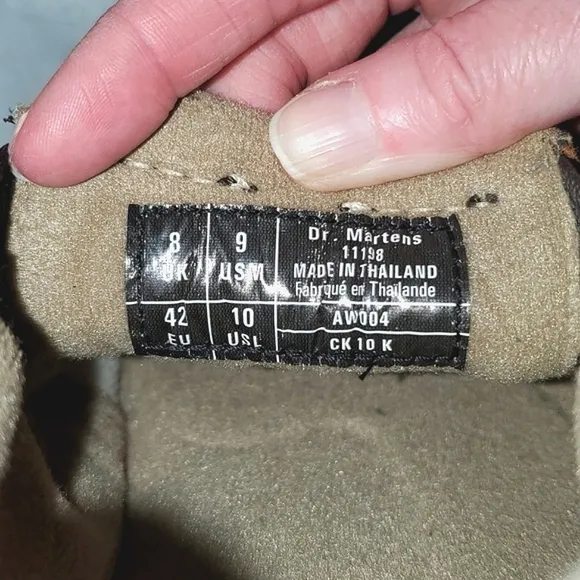 8 UK
9 USM
42 EU
10 USL
Dr. Martens
11198
MADE IN THAILAND
Fabriqué en Thailande
AW004
CK 10 K